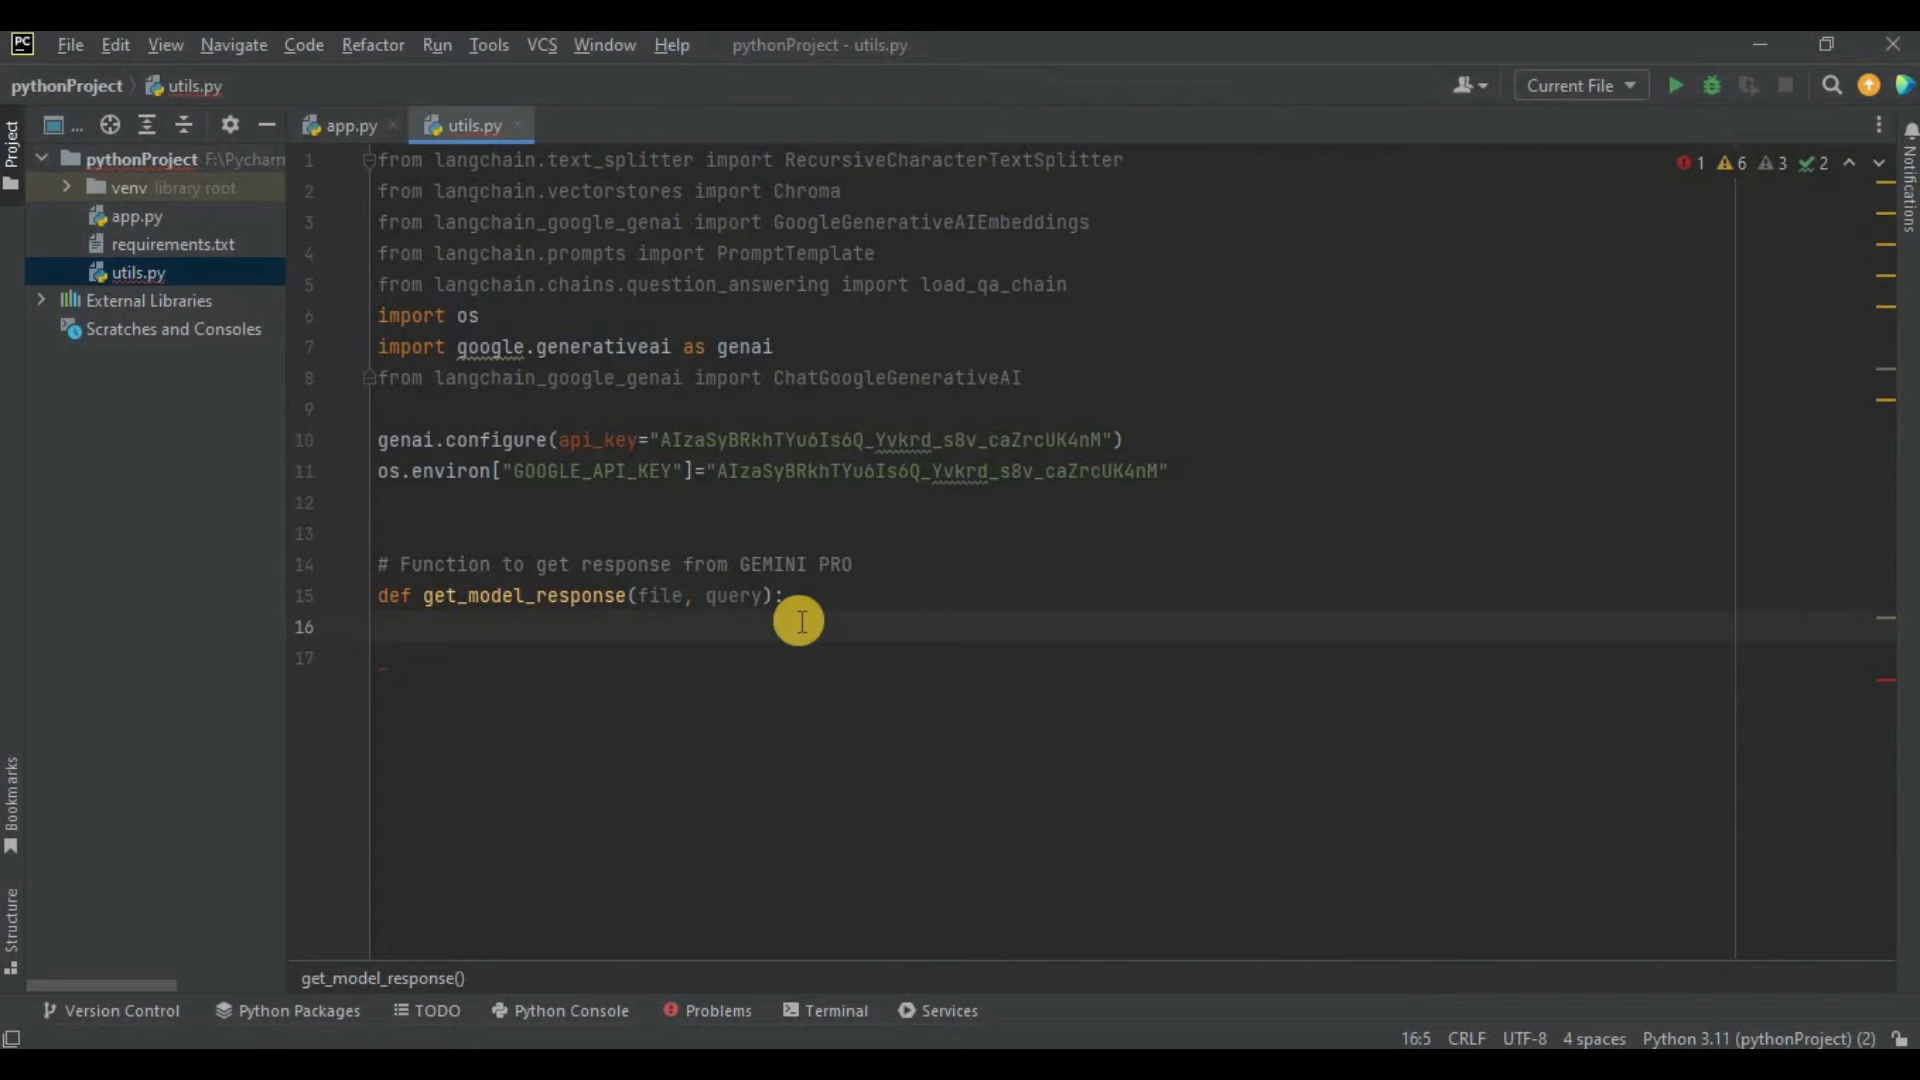 PC File Edit View Navigate Code Refactor Run Tools VCS Window Help pythonProject - utils.py
pythonProject utils.py Current File
Project ... app.py utils.py
pythonProject F:\Pycharm
venv library root
app.py
requirements.txt
utils.py
External Libraries
Scratches and Consoles
1 from langchain.text_splitter import RecursiveCharacterTextSplitter
1 6 3 2
2 from langchain.vectorstores import Chroma
3 from langchain_google_genai import GoogleGenerativeAIEmbeddings
4 from langchain.prompts import PromptTemplate
5 from langchain.chains.question_answering import load_qa_chain
6 import os
7 import google.generativeai as genai
8 from langchain_google_genai import ChatGoogleGenerativeAI
9
10 genai.configure(api_key="AIzaSyBRkhTYu6Is6Q_Yvkrd_s8v_caZrcUK4nM")
11 os.environ["GOOGLE_API_KEY"]="AIzaSyBRkhTYu6Is6Q_Yvkrd_s8v_caZrcUK4nM"
12
13
14 # Function to get response from GEMINI PRO
15 def get_model_response(file, query):
16
17
Notifications
Bookmarks
Structure
get_model_response()
Version Control Python Packages TODO Python Console Problems Terminal Services
16:5 CRLF UTF-8 4 spaces Python 3.11 (pythonProject) (2)